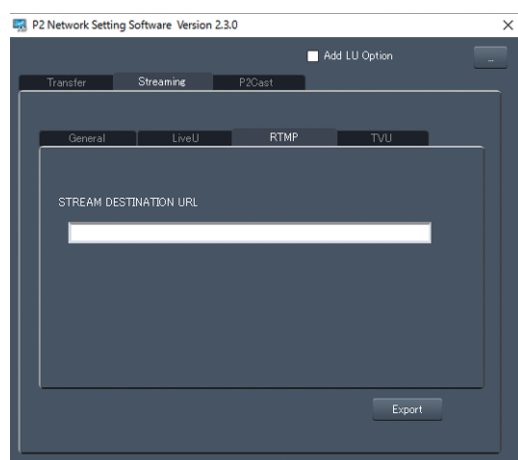 P2 Network Setting Software Version 2.3.0
Add LU Option
...
Transfer Streaming P2Cast
General LiveU RTMP TVU
STREAM DESTINATION URL
Export